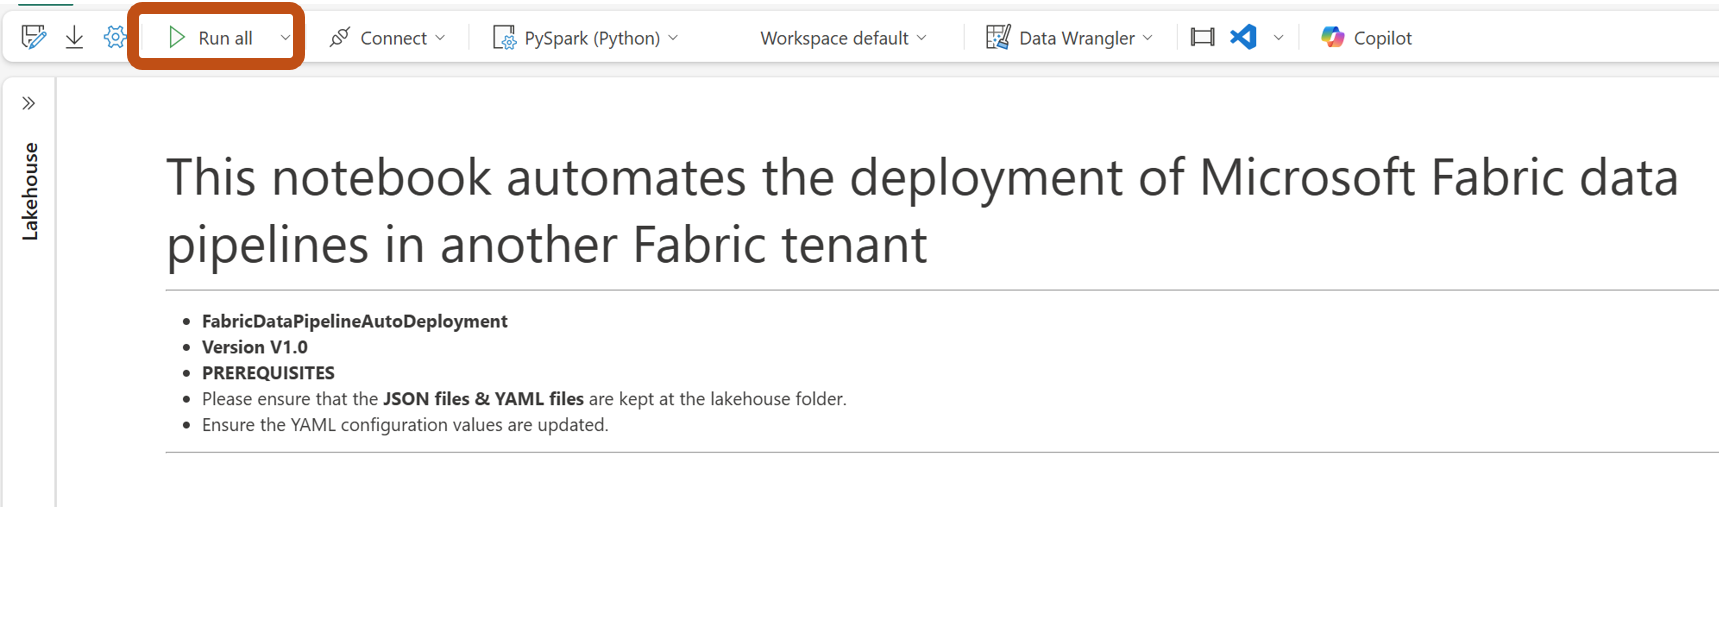 Run all Connect PySpark (Python) Workspace default Data Wrangler Copilot
Lakehouse
This notebook automates the deployment of Microsoft Fabric data
pipelines in another Fabric tenant
FabricDataPipelineAutoDeployment
Version V1.0
PREREQUISITES
Please ensure that the JSON files & YAML files are kept at the lakehouse folder.
Ensure the YAML configuration values are updated.